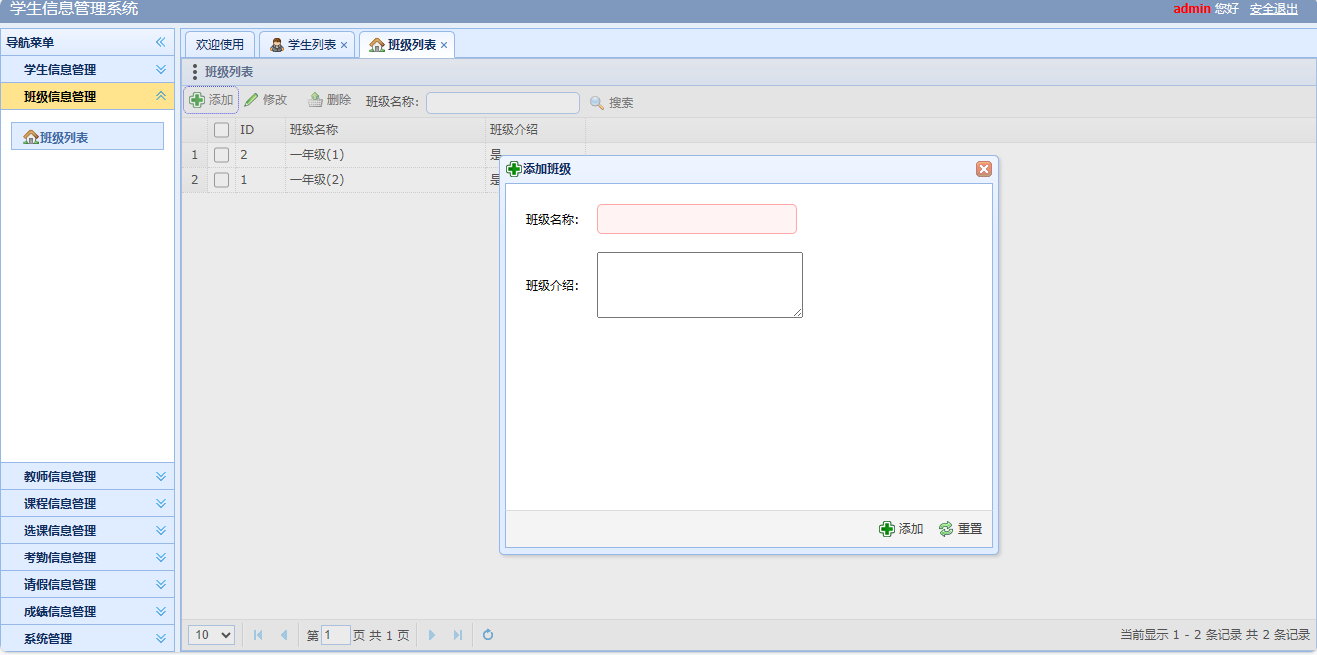 学生信息管理系统
admin 您好 安全退出
导航菜单
学生信息管理
班级信息管理
班级列表
教师信息管理
课程信息管理
选课信息管理
考勤信息管理
请假信息管理
成绩信息管理
系统管理
欢迎使用 学生列表 班级列表
班级列表
添加 修改 删除 班级名称： 搜索
ID 班级名称 班级介绍
1 2 一年级(1) 是
2 1 一年级(2) 是
添加班级
班级名称:
班级介绍:
添加 重置
10 第 1 页 共 1 页
当前显示 1 - 2 条记录 共 2 条记录